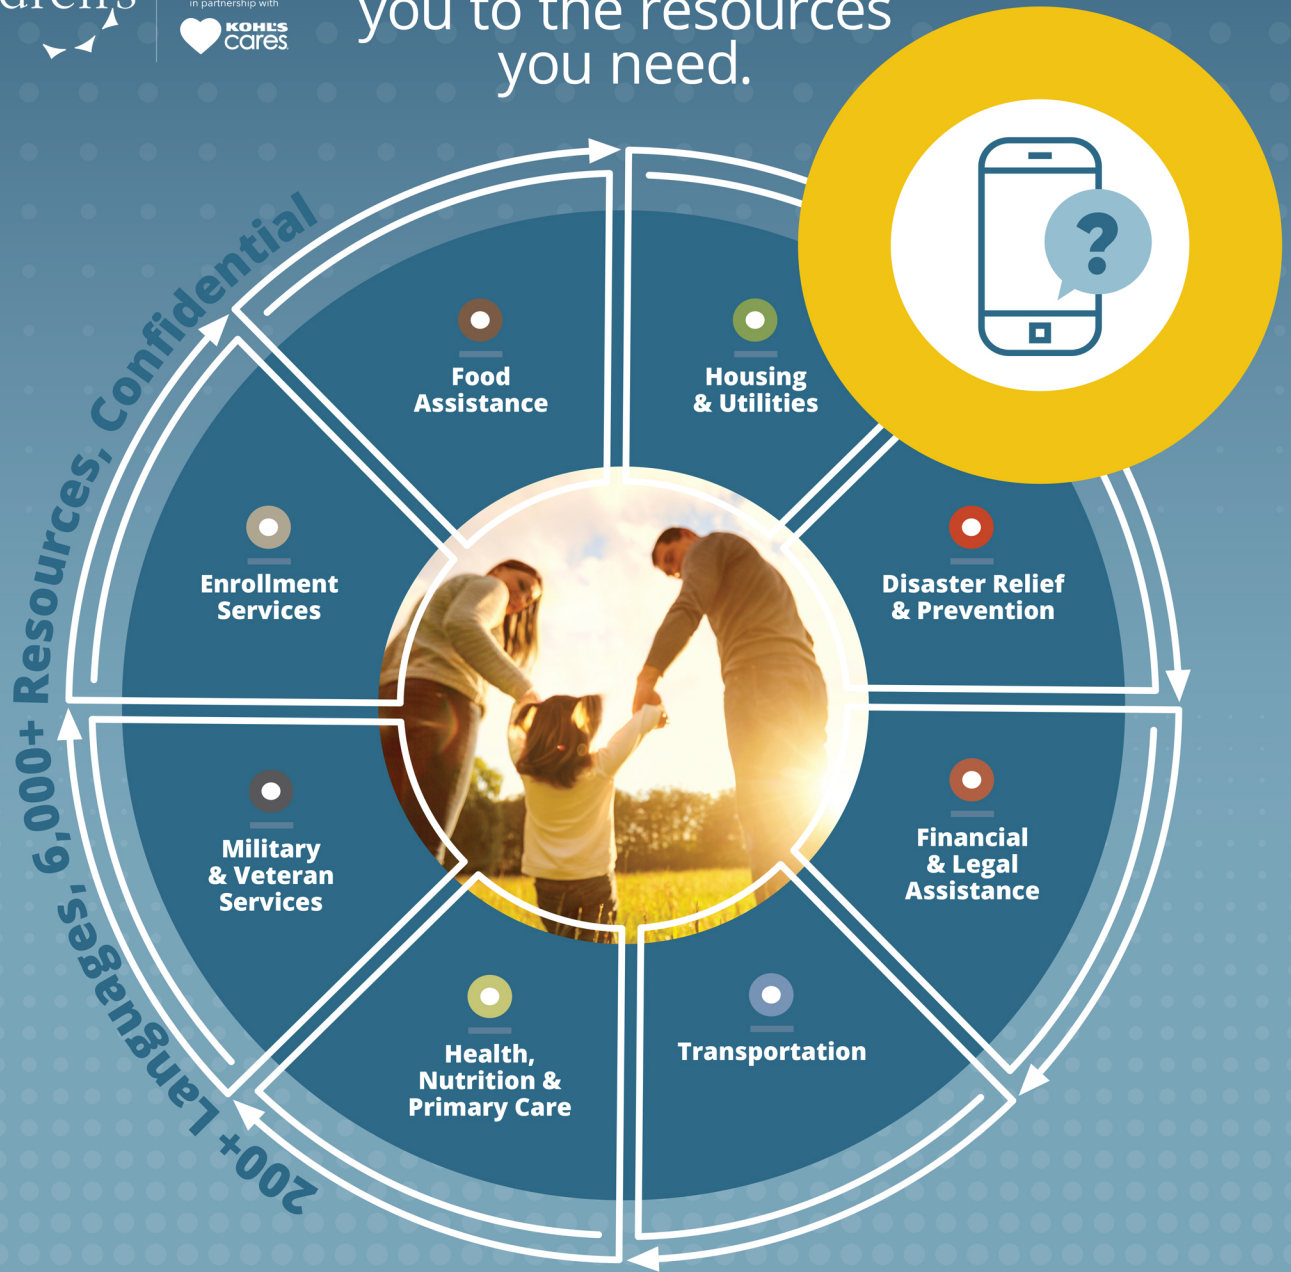 in partnership with
KOHL'S
cares
you to the resources
you need.
200+ Languages, 6,000+ Resources, Confidential
Food
Assistance
Housing
& Utilities
?
Enrollment
Services
Disaster Relief
& Prevention
Military
& Veteran
Services
Financial
& Legal
Assistance
Health,
Nutrition &
Primary Care
Transportation